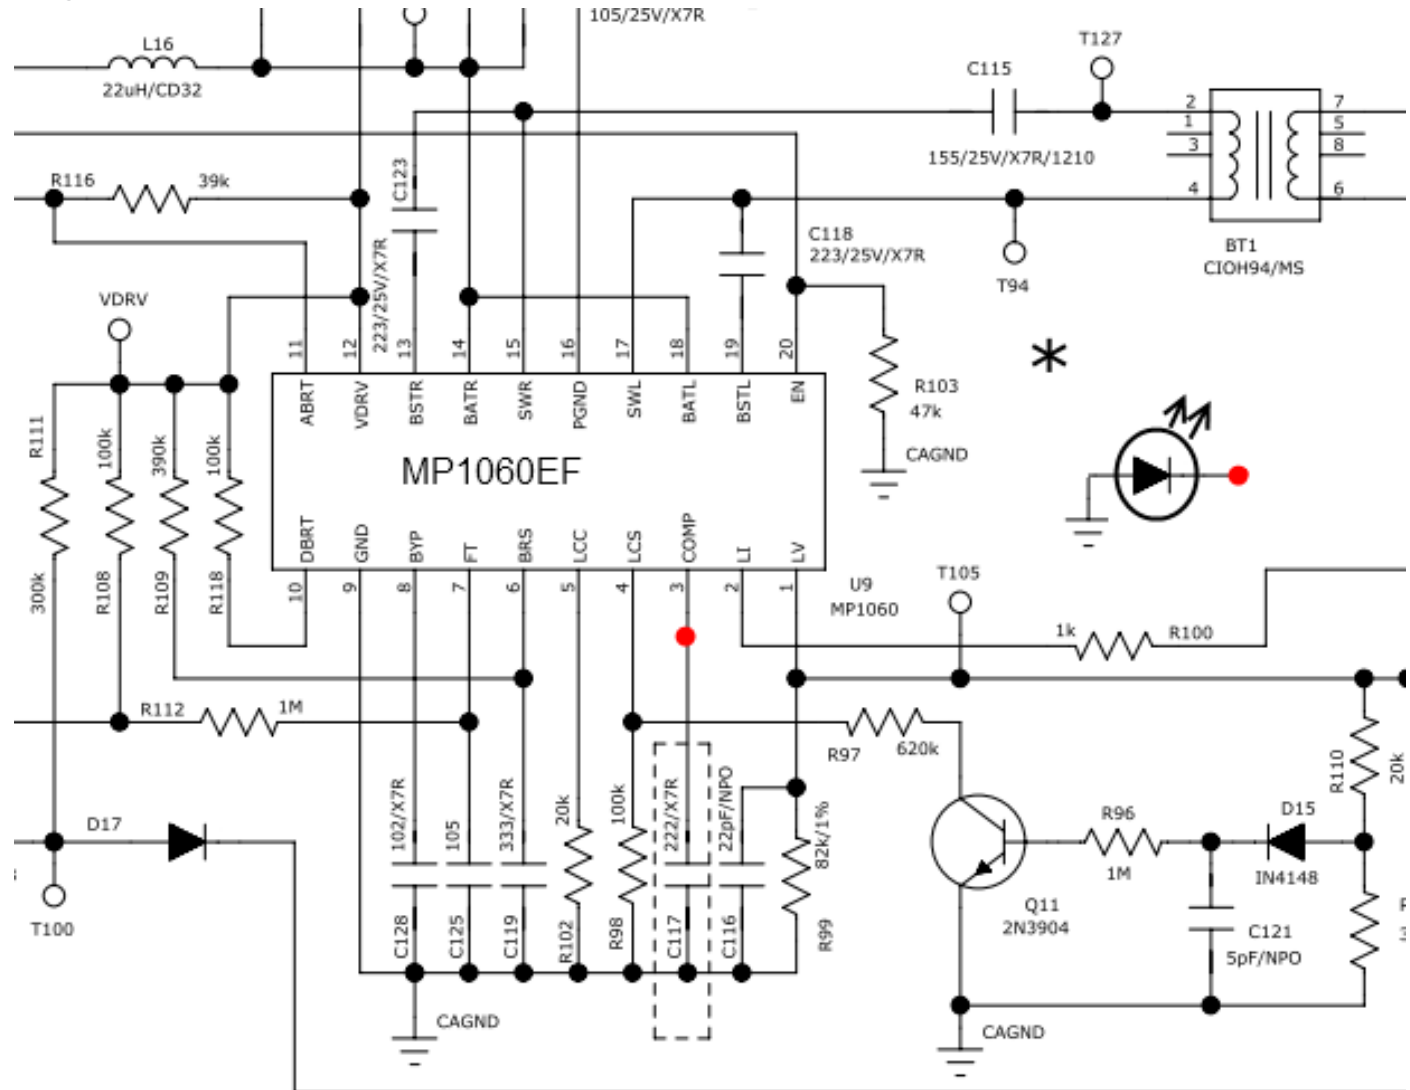 105/25V/X7R
L16
22uH/CD32
T127
C115
155/25V/X7R/1210
2
1
3
4
7
5
8
6
BT1
CIOH94/MS
R116
39k
C123
223/25V/X7R
C118
223/25V/X7R
T94
VDRV
11
12
13
14
15
16
17
18
19
20
ABRT
VDRV
BSTR
BATR
SWR
PGND
SWL
BATL
BSTL
EN
R103
47k
CAGND
*
R111
100k
390k
100k
MP1060EF
DBRT
GND
BYP
FT
BRS
LCC
LCS
COMP
LI
LV
10
9
8
7
6
5
4
3
2
1
300k
R108
R109
R118
U9
MP1060
T105
1k
R100
R112
1M
R97
620k
R110
20k
D17
102/X7R
105
333/X7R
20k
100k
222/X7R
22pF/NPO
82k/1%
R96
1M
D15
IN4148
T100
C128
C125
C119
R102
R98
C117
C116
R99
Q11
2N3904
C121
5pF/NPO
CAGND
CAGND